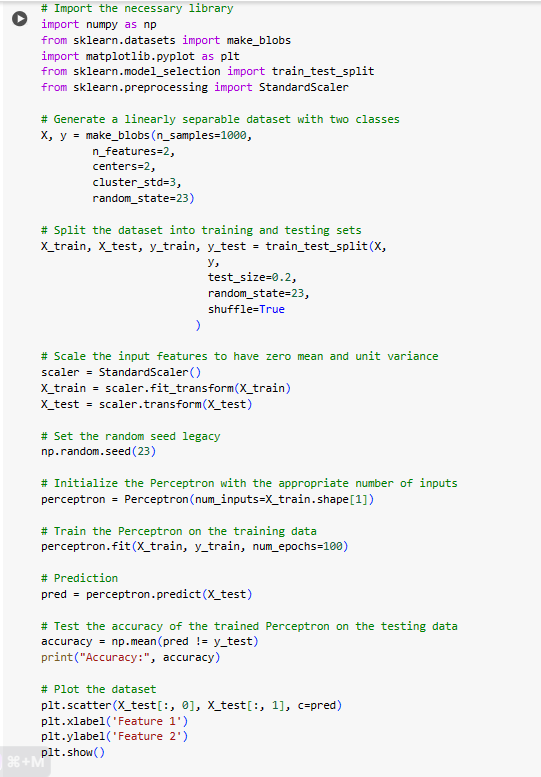 # Import the necessary library
import numpy as np
from sklearn.datasets import make_blobs
import matplotlib.pyplot as plt
from sklearn.model_selection import train_test_split
from sklearn.preprocessing import StandardScaler

# Generate a linearly separable dataset with two classes
X, y = make_blobs(n_samples=1000,
        n_features=2,
        centers=2,
        cluster_std=3,
        random_state=23)

# Split the dataset into training and testing sets
X_train, X_test, y_train, y_test = train_test_split(X,
                          y,
                          test_size=0.2,
                          random_state=23,
                          shuffle=True
                        )

# Scale the input features to have zero mean and unit variance
scaler = StandardScaler()
X_train = scaler.fit_transform(X_train)
X_test = scaler.transform(X_test)

# Set the random seed legacy
np.random.seed(23)

# Initialize the Perceptron with the appropriate number of inputs
perceptron = Perceptron(num_inputs=X_train.shape[1])

# Train the Perceptron on the training data
perceptron.fit(X_train, y_train, num_epochs=100)

# Prediction
pred = perceptron.predict(X_test)

# Test the accuracy of the trained Perceptron on the testing data
accuracy = np.mean(pred != y_test)
print("Accuracy:", accuracy)

# Plot the dataset
plt.scatter(X_test[:, 0], X_test[:, 1], c=pred)
plt.xlabel('Feature 1')
plt.ylabel('Feature 2')
plt.show()
⌘+M